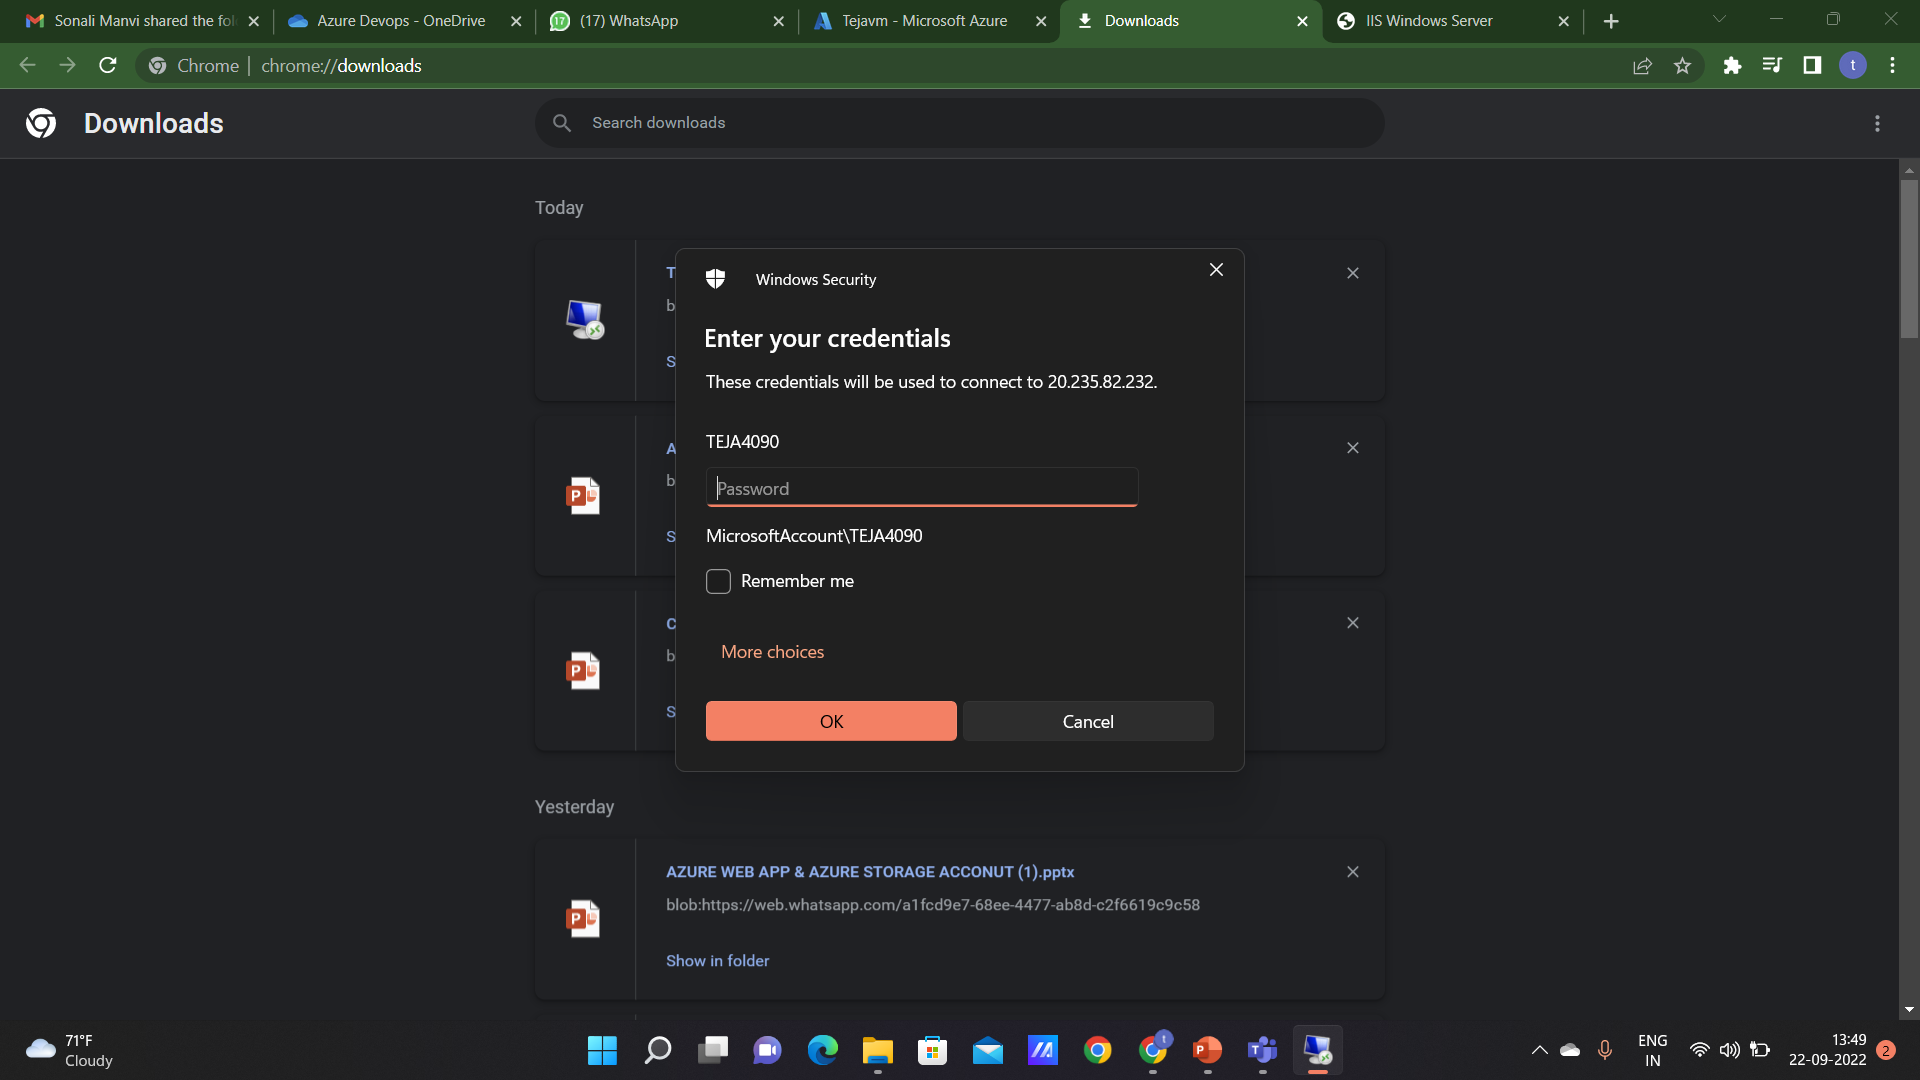 Sonali Manvi shared the fol
Azure Devops - OneDrive
17
(17) WhatsApp
Tejavm - Microsoft Azure
Downloads
IIS Windows Server
Chrome | chrome://downloads
t
Downloads
Search downloads
Today
T
b
S
A
b
S
C
b
S
Windows Security
Enter your credentials
These credentials will be used to connect to 20.235.82.232.
TEJA4090
Password
MicrosoftAccount\TEJA4090
Remember me
More choices
OK
Cancel
Yesterday
AZURE WEB APP & AZURE STORAGE ACCONUT (1).pptx
blob:https://web.whatsapp.com/a1fcd9e7-68ee-4477-ab8d-c2f6619c9c58
Show in folder
71°F
Cloudy
t
ENG
IN
13:49
22-09-2022
2